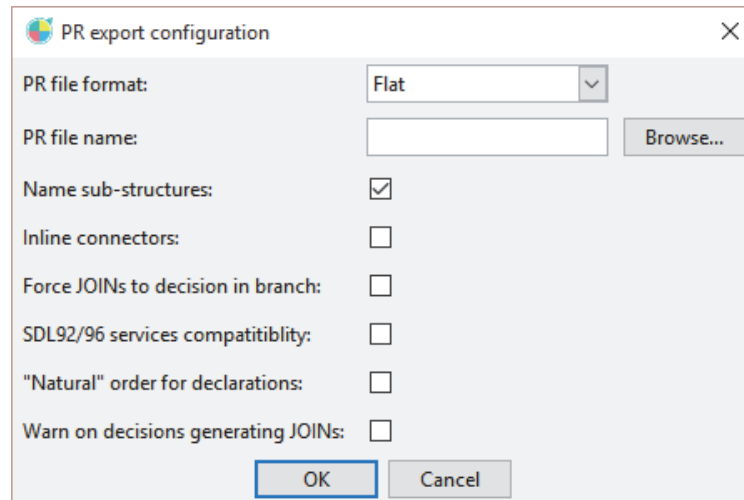 PR export configuration
PR file format: Flat
PR file name: Browse...
Name sub-structures:
Inline connectors:
Force JOINs to decision in branch:
SDL92/96 services compatitiblity:
"Natural" order for declarations:
Warn on decisions generating JOINs:
OK Cancel